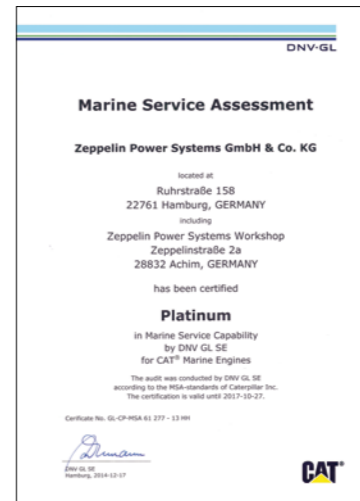 DNV·GL
Marine Service Assessment
Zeppelin Power Systems GmbH & Co. KG
located at
Ruhrstraße 158
22761 Hamburg, GERMANY
including
Zeppelin Power Systems Workshop
Zeppelinstraße 2a
28832 Achim, GERMANY
has been certified
Platinum
in Marine Service Capability
by DNV GL SE
for CAT® Marine Engines
The audit was conducted by DNV GL SE
according to the MSA-standards of Caterpillar Inc.
The certification is valid until 2017-10-27.
Cerificate No. GL-CP-MSA 61 277 - 13 HH
DNV GL SE
Hamburg, 2014-12-17
CAT®